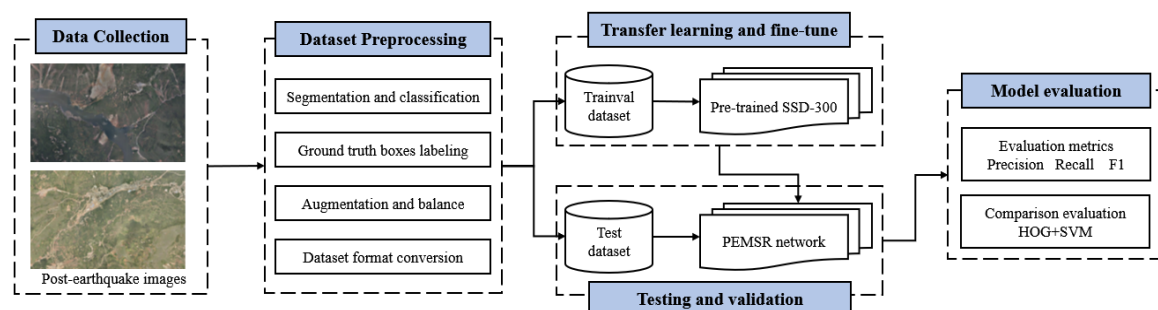 Data Collection
Post-earthquake images
Dataset Preprocessing
Segmentation and classification
Ground truth boxes labeling
Augmentation and balance
Dataset format conversion
Transfer learning and fine-tune
Trainval
dataset
Pre-trained SSD-300
Test
dataset
PEMSR network
Testing and validation
Model evaluation
Evaluation metrics
Precision Recall F1
Comparison evaluation
HOG+SVM